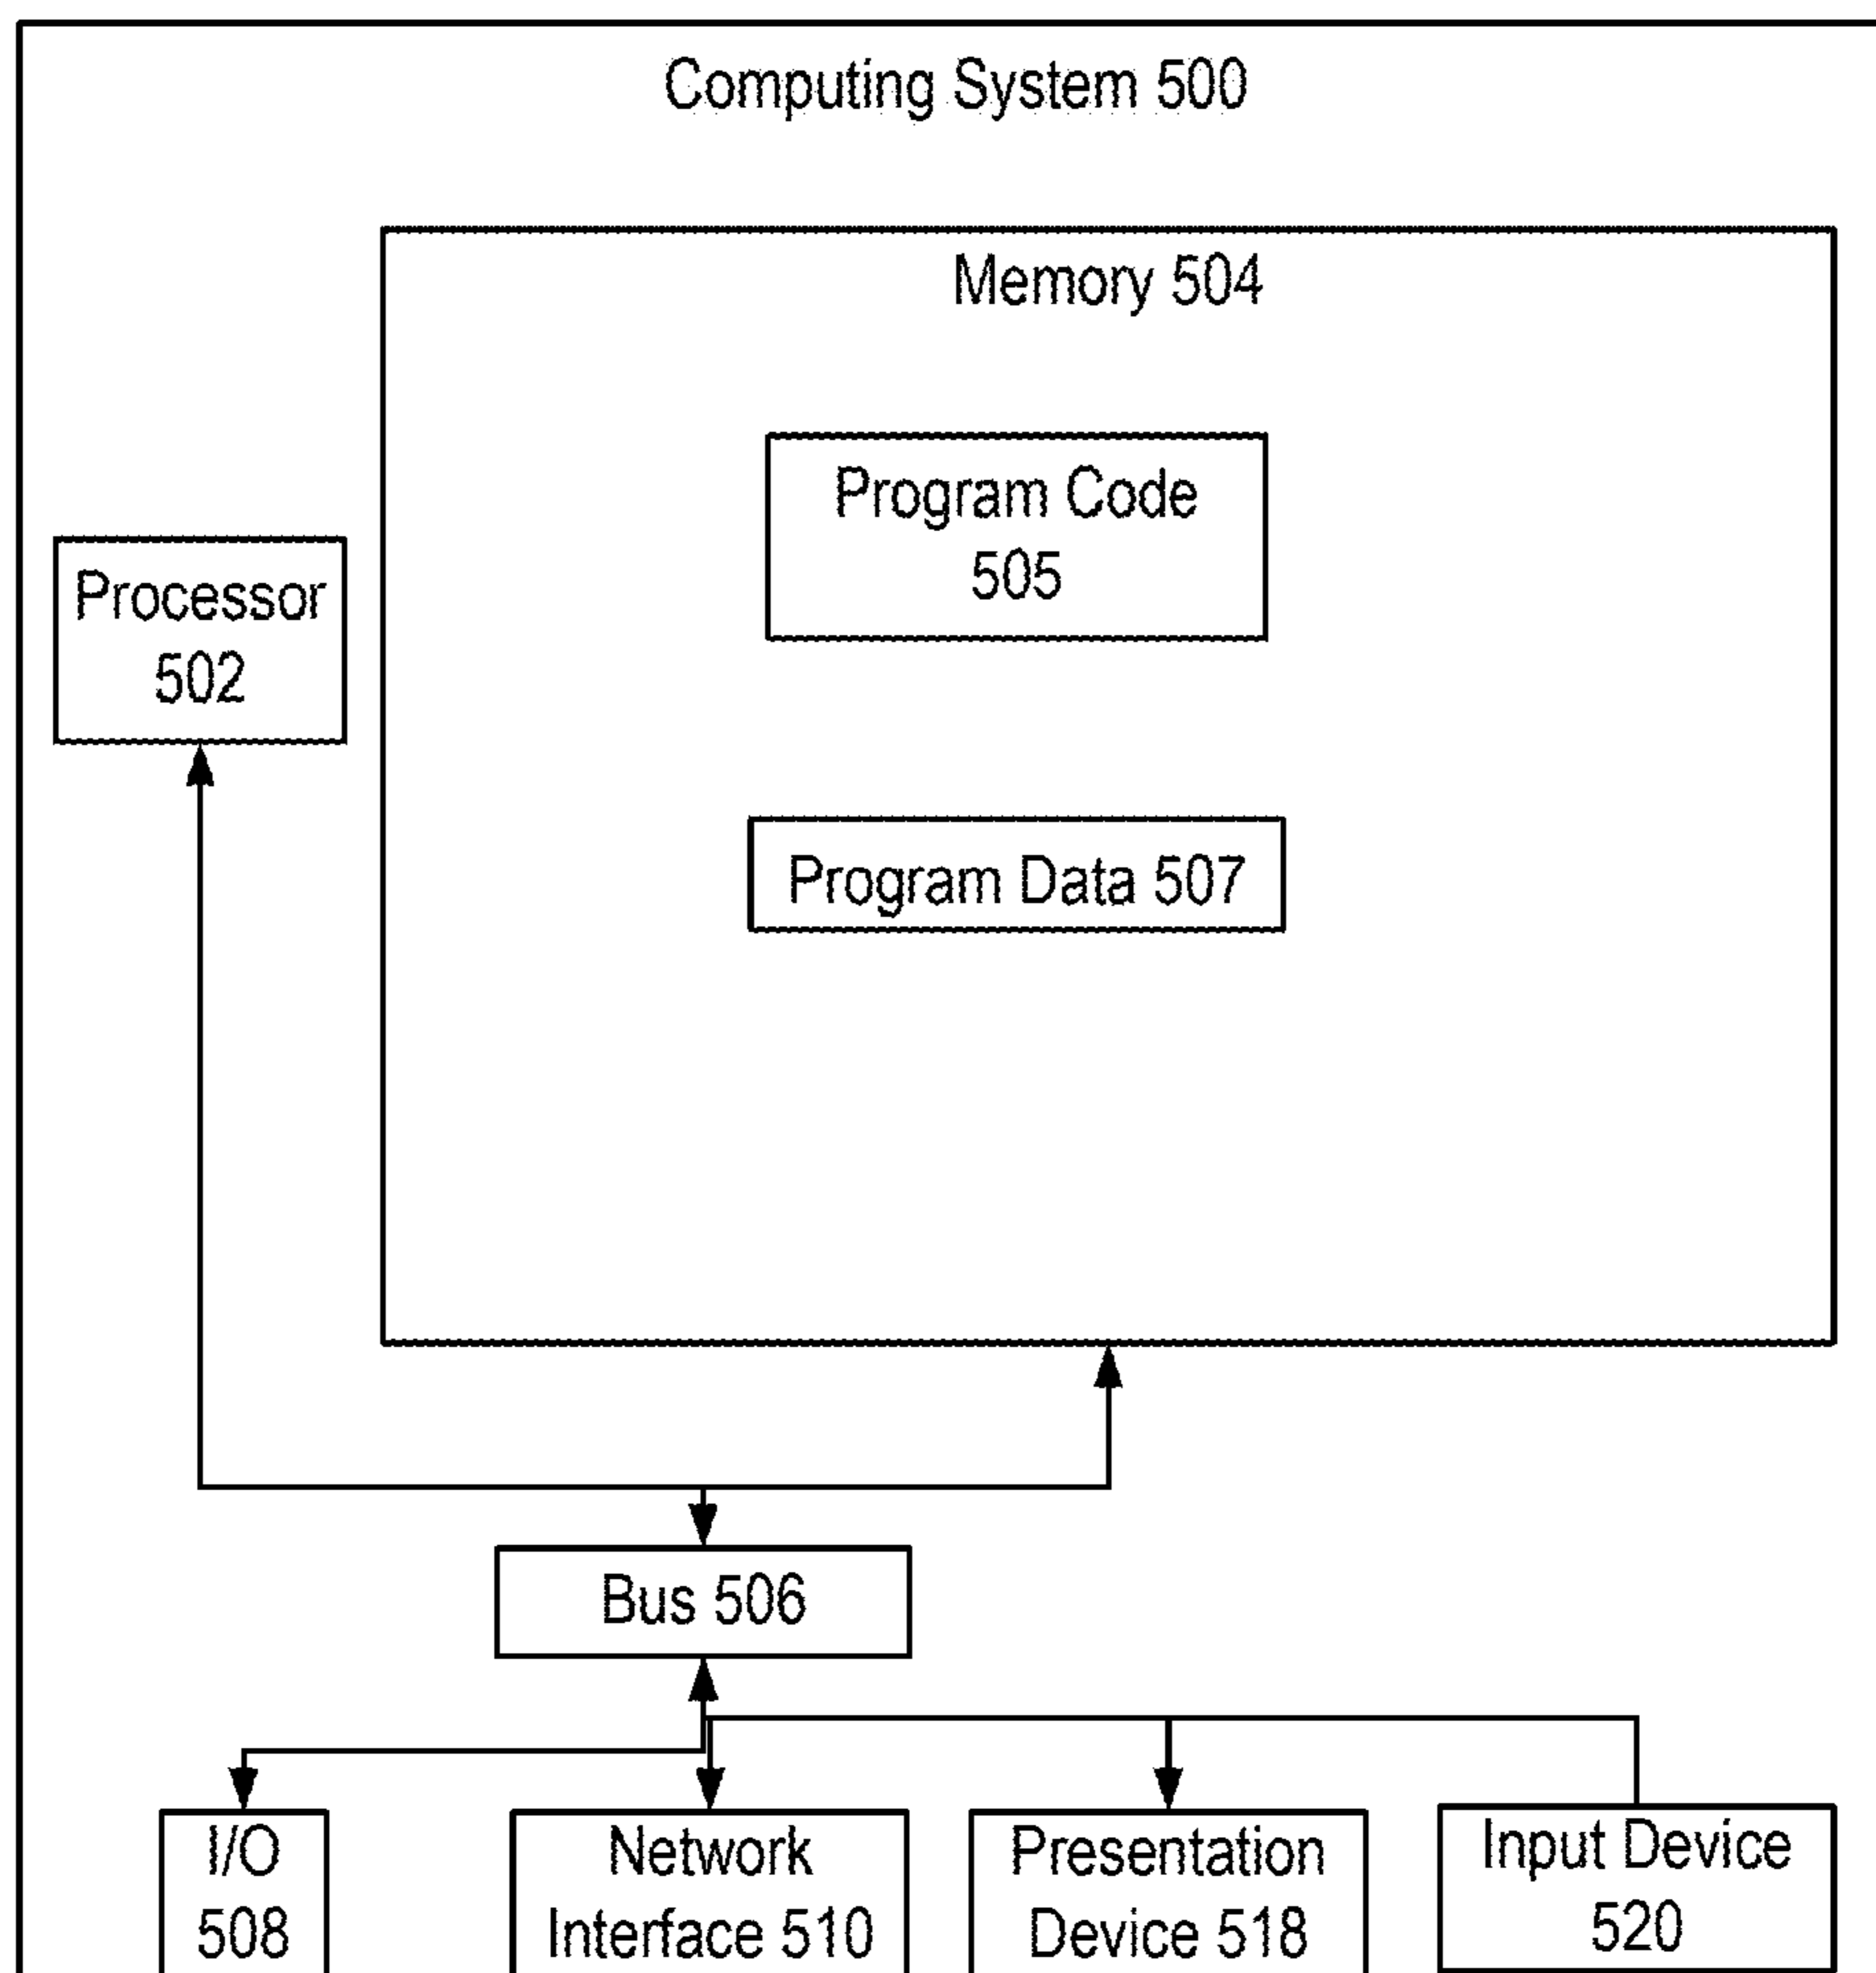 Computing System 500
Memory 504
Program Code
505
Processor
502
Program Data 507
Bus 506
I/O
508
Network
Interface 510
Presentation
Device 518
Input Device
520